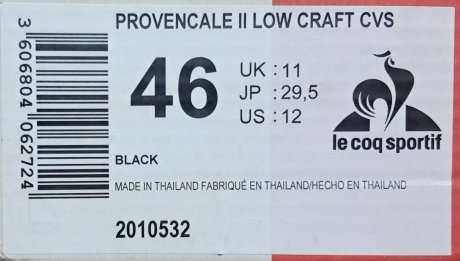 PROVENCALE II LOW CRAFT CVS
3 606804 062724
46
UK : 11
JP : 29,5
US : 12
le coq sportif
BLACK
MADE IN THAILAND FABRIQUÉ EN THAILAND/HECHO EN THAILAND
2010532